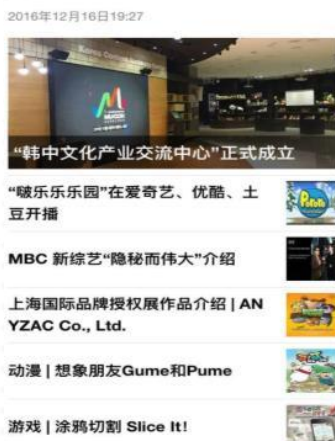 2016年12月16日19:27
“韩中文化产业交流中心”正式成立
“啵乐乐乐园”在爱奇艺、优酷、土
豆开播
MBC 新综艺“隐秘而伟大”介绍
上海国际品牌授权展作品介绍 | AN
YZAC Co., Ltd.
动漫 | 想象朋友Gume和Pume
游戏 | 涂鸦切割 Slice It!